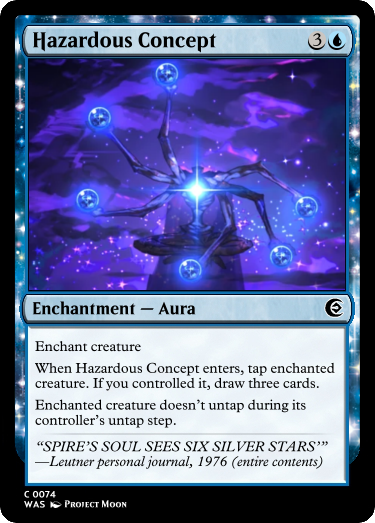 Hazardous Concept 3
Enchantment — Aura
Enchant creature
When Hazardous Concept enters, tap enchanted
creature. If you controlled it, draw three cards.
Enchanted creature doesn't untap during its
controller's untap step.
“SPIRE'S SOUL SEES SIX SILVER STARS'”
—Leutner personal journal, 1976 (entire contents)
C 0074
WAS Project Moon